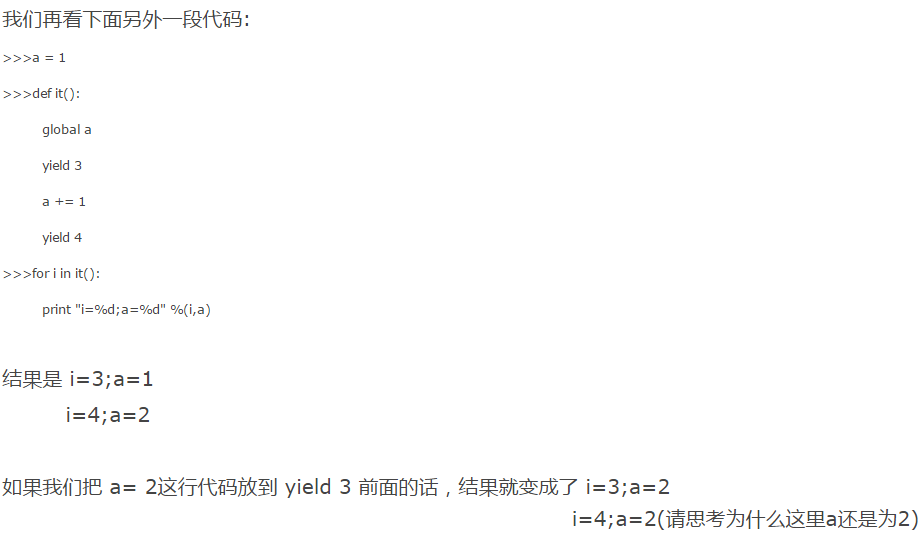 我们再看下面另外一段代码:
>>>a = 1
>>>def it():
global a
yield 3
a += 1
yield 4
>>>for i in it():
print "i=%d;a=%d" %(i,a)
结果是 i=3;a=1
i=4;a=2
如果我们把 a= 2这行代码放到 yield 3 前面的话，结果就变成了 i=3;a=2
i=4;a=2(请思考为什么这里a还是为2)